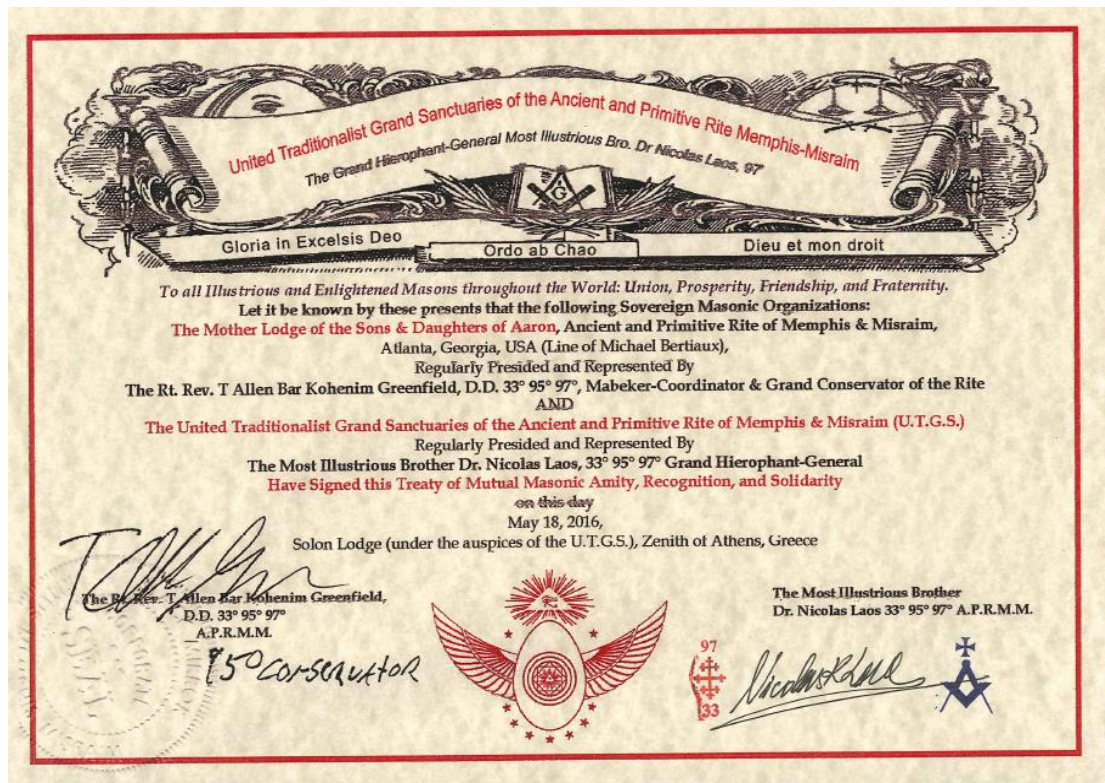 United Traditionalist Grand Sanctuaries of the Ancient and Primitive Rite Memphis-Misraim
The Grand Hierophant-General Most Illustrious Bro. Dr Nicolas Laos, 97
G
Gloria in Excelsis Deo
Ordo ab Chao
Dieu et mon droit
To all Illustrious and Enlightened Masons throughout the World: Union, Prosperity, Friendship, and Fraternity.
Let it be known by these presents that the following Sovereign Masonic Organizations:
The Mother Lodge of the Sons & Daughters of Aaron, Ancient and Primitive Rite of Memphis & Misraim,
Atlanta, Georgia, USA (Line of Michael Bertiaux),
Regularly Presided and Represented By
The Rt. Rev. T Allen Bar Kohenim Greenfield, D.D. 33° 95° 97°, Mabeker-Coordinator & Grand Conservator of the Rite
AND
The United Traditionalist Grand Sanctuaries of the Ancient and Primitive Rite of Memphis & Misraim (U.T.G.S.)
Regularly Presided and Represented By
The Most Illustrious Brother Dr. Nicolas Laos, 33° 95° 97° Grand Hierophant-General
Have Signed this Treaty of Mutual Masonic Amity, Recognition, and Solidarity
on this day
May 18, 2016,
Solon Lodge (under the auspices of the U.T.G.S.), Zenith of Athens, Greece
The Rt. Rev. T Allen Bar Kohenim Greenfield,
D.D. 33° 95° 97°
A.P.R.M.M.
95° Conservator
SEAL
The Most Illustrious Brother
Dr. Nicolas Laos 33° 95° 97° A.P.R.M.M.
97
33